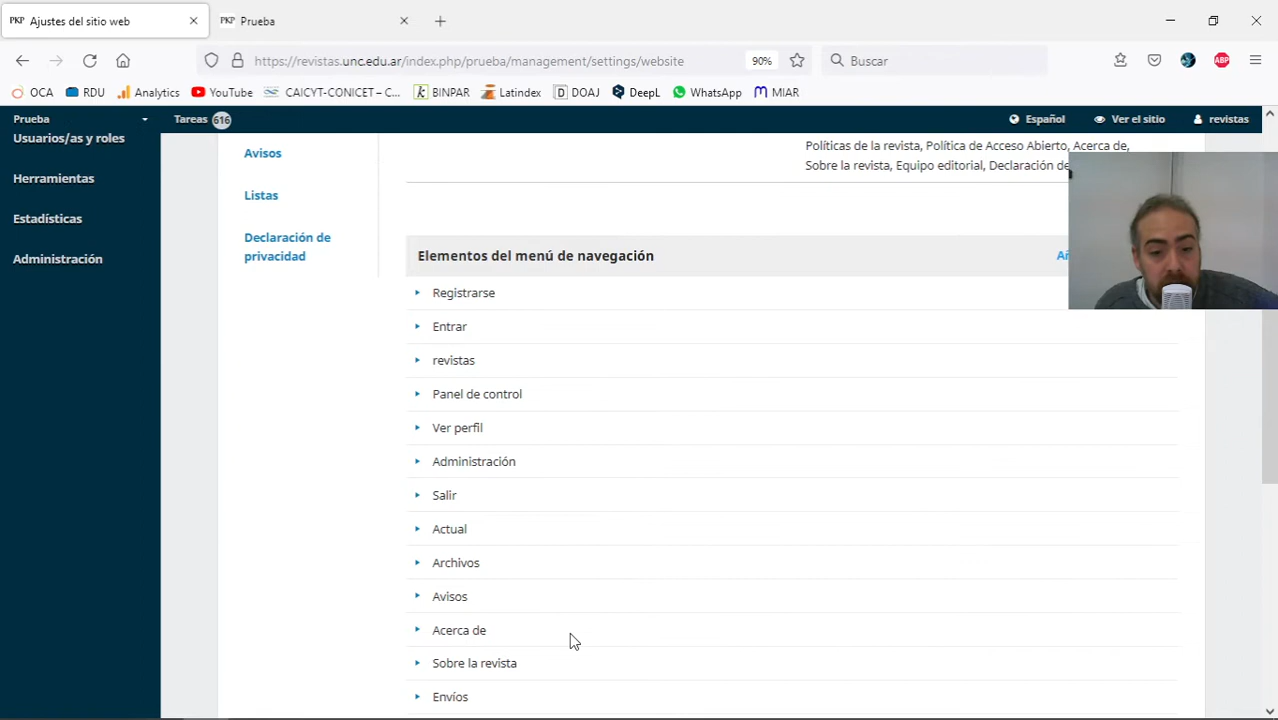 PKP Ajustes del sitio web
PKP Prueba
https://revistas.unc.edu.ar/index.php/prueba/management/settings/website
90%
Buscar
ABP
OCA
RDU
Analytics
YouTube
CAICYT-CONICET – C...
BINPAR
Latindex
DOAJ
DeepL
WhatsApp
MIAR
Prueba
Tareas 616
Español
Ver el sitio
revistas
Usuarios/as y roles
Herramientas
Estadísticas
Administración
Avisos
Listas
Declaración de
privacidad
Políticas de la revista, Política de Acceso Abierto, Acerca de,
Sobre la revista, Equipo editorial, Declaración de
Elementos del menú de navegación
Registrarse
Entrar
revistas
Panel de control
Ver perfil
Administración
Salir
Actual
Archivos
Avisos
Acerca de
Sobre la revista
Envíos